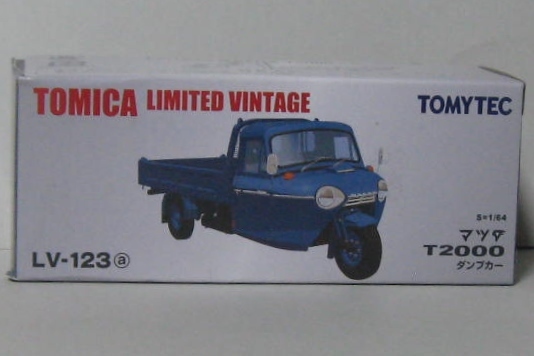 TOMICA LIMITED VINTAGE
TOMYTEC
S=1/64
マツダ
T2000
ダンプカー
LV-123ⓐ